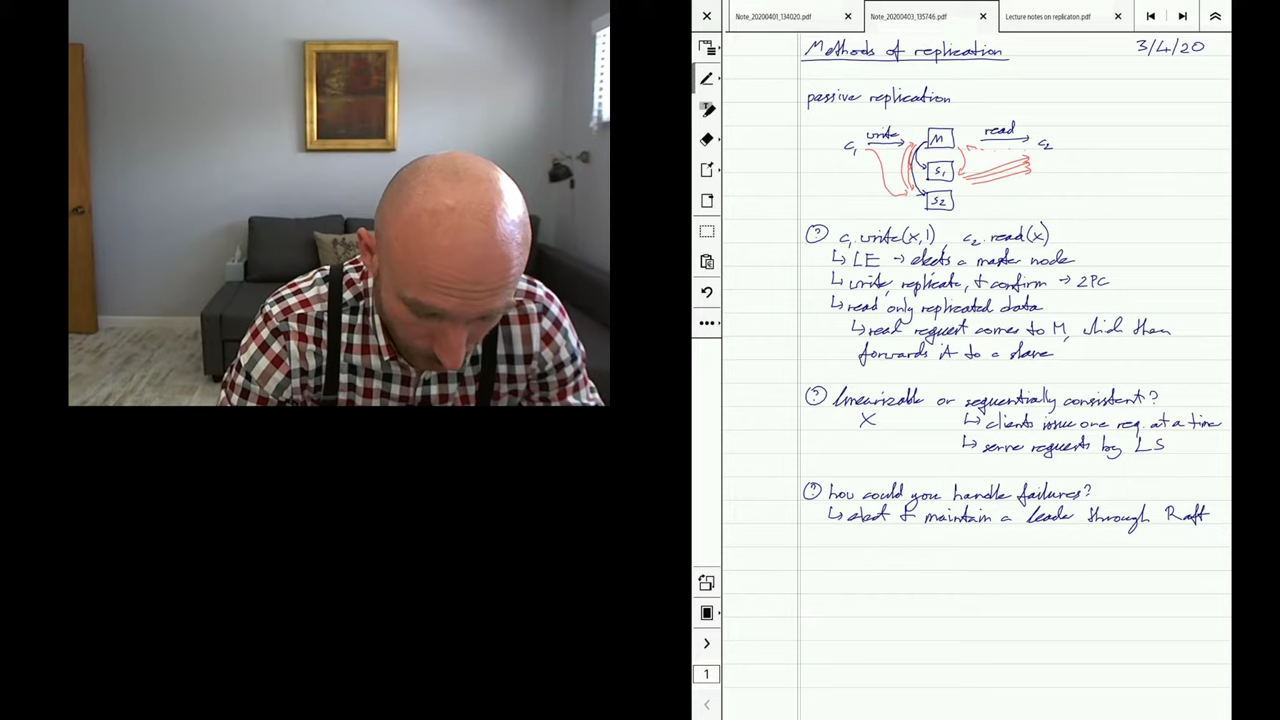 Note_20200401_134020.pdf
Note_20200403_135746.pdf
Lecture notes on replicaton.pdf
Methods of replication 3/4/20
passive replication
c1 write M read c2
S1
S2
? c1.write(x,1), c2.read(x)
↳ LE → elects a master node
↳ write, replicate, + confirm → 2PC
↳ read only replicated data
↳ read request comes to M, which then
forwards it to a slave
? linearizable or sequentially consistent?
X ↳ clients issue one req. at a time
↳ serve requests by LS
? how could you handle failures?
↳ elect + maintain a leader through Raft
1